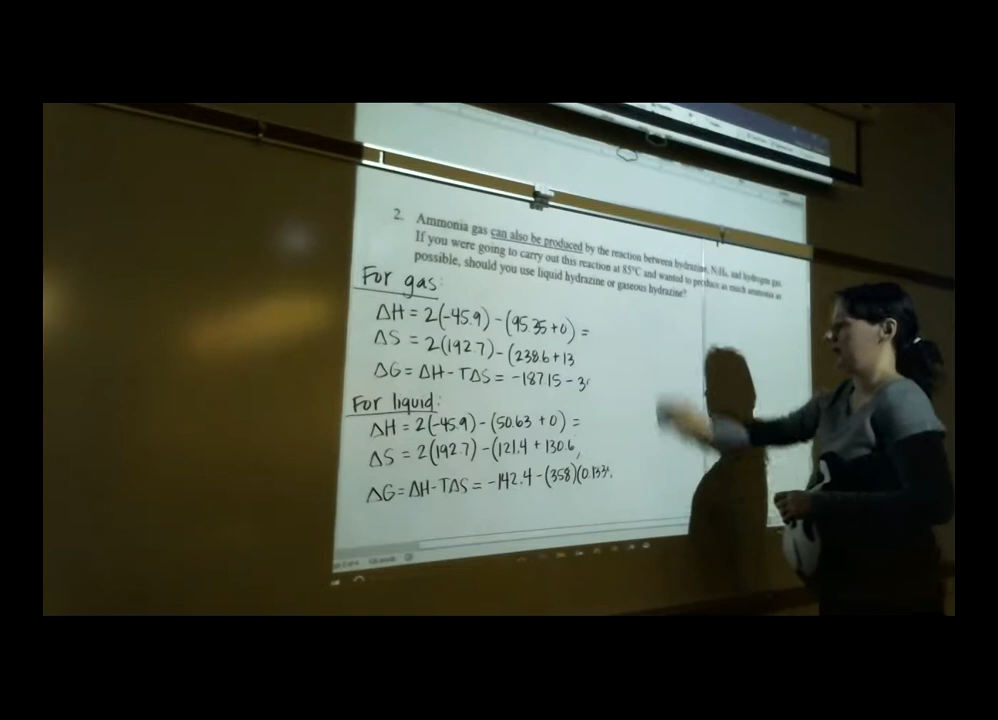 2. Ammonia gas can also be produced by the reaction between hydrazine, N₂H₄, and hydrogen gas.
If you were going to carry out this reaction at 85°C and wanted to produce as much ammonia as
possible, should you use liquid hydrazine or gaseous hydrazine?
For gas:
ΔH = 2(-45.9) - (95.35 + 0) =
ΔS = 2(192.7) - (238.6 + 13
ΔG = ΔH - TΔS = -187.15 - 3
For liquid:
ΔH = 2(-45.9) - (50.63 + 0) =
ΔS = 2(192.7) - (121.4 + 130.6
ΔG = ΔH - TΔS = -142.4 - (358)(0.133